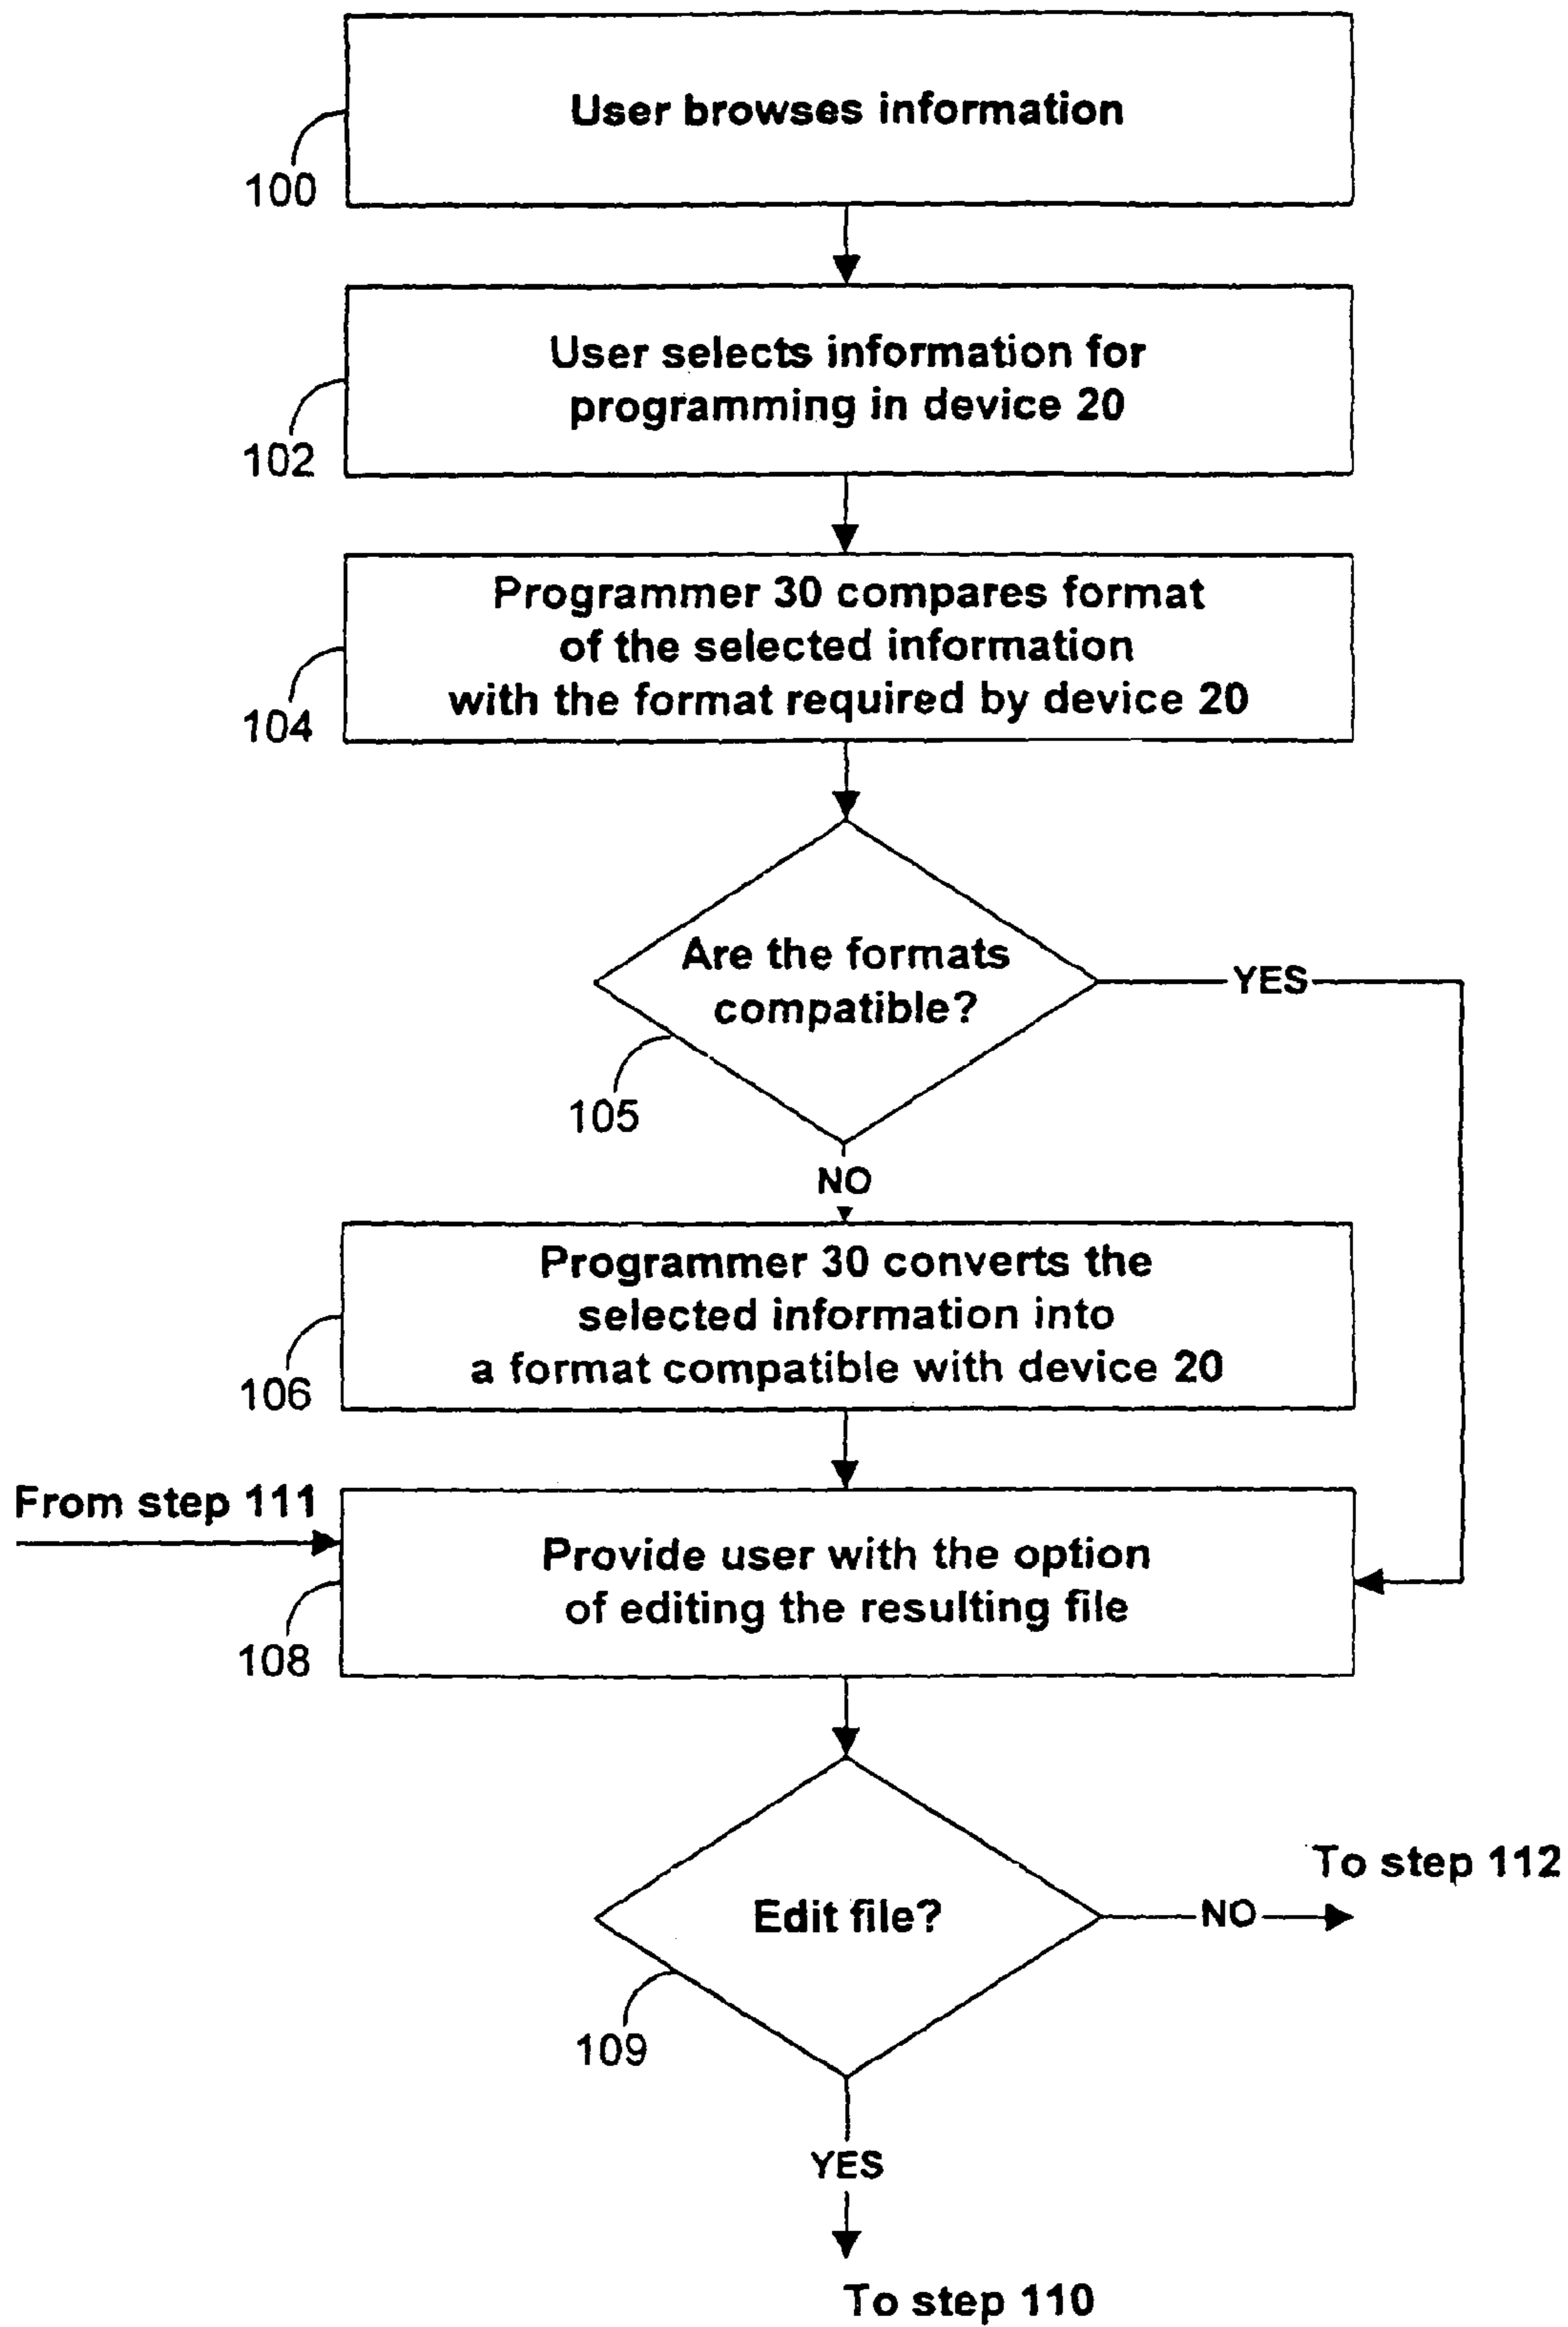 User browses information
100
User selects information for
programming in device 20
102
Programmer 30 compares format
of the selected information
with the format required by device 20
104
Are the formats
compatible?
YES
105
NO
Programmer 30 converts the
selected information into
a format compatible with device 20
106
From step 111
Provide user with the option
of editing the resulting file
108
To step 112
Edit file?
NO
109
YES
To step 110